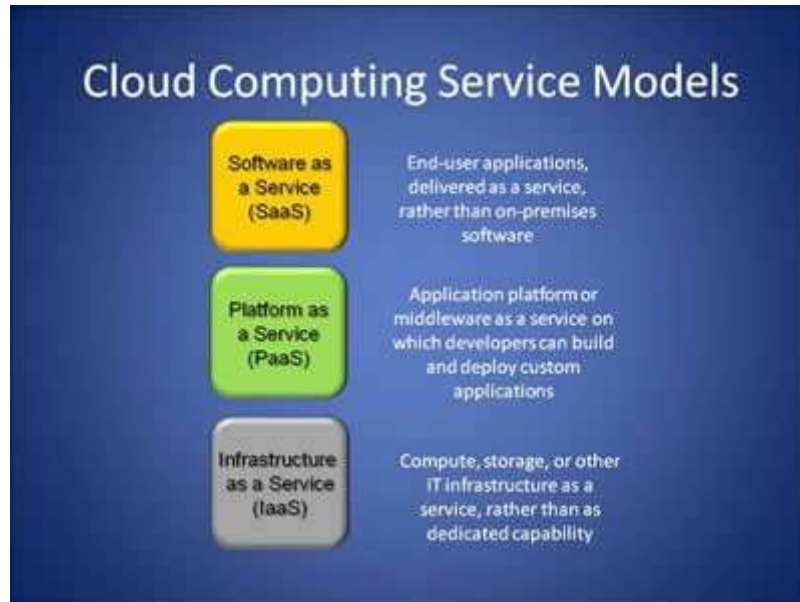 Cloud Computing Service Models
Software as
a Service
(SaaS)
End-user applications,
delivered as a service,
rather than on-premises
software
Platform as
a Service
(PaaS)
Application platform or
middleware as a service on
which developers can build
and deploy custom
applications
Infrastructure
as a Service
(IaaS)
Compute, storage, or other
IT infrastructure as a
service, rather than as
dedicated capability